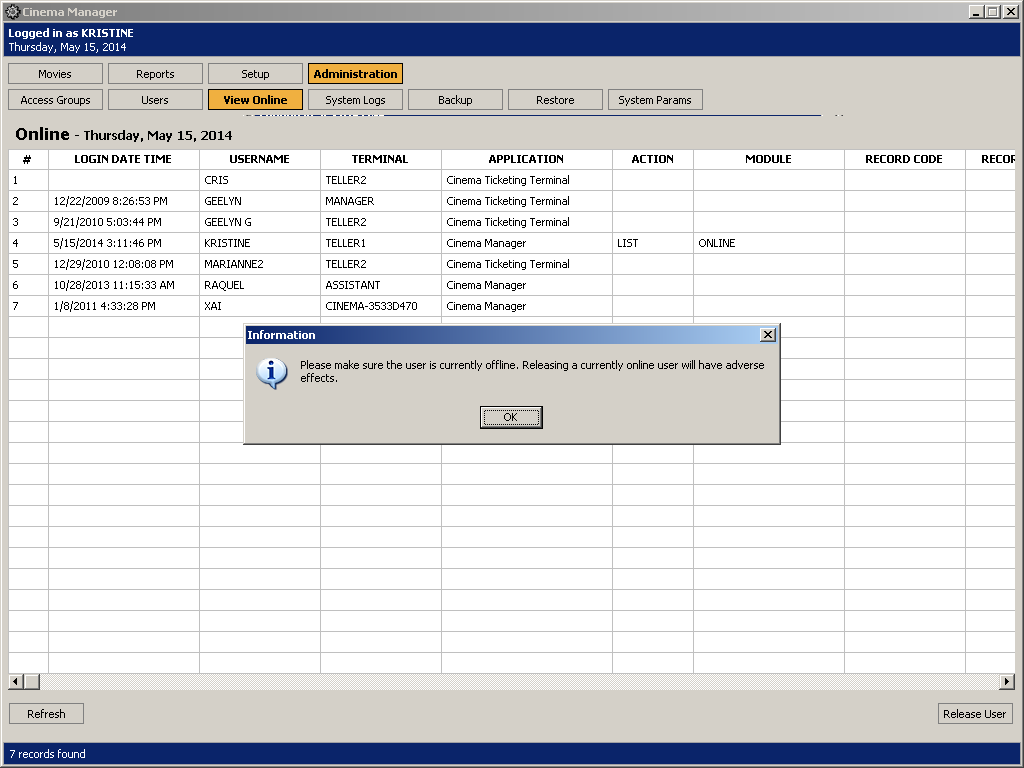 Cinema Manager
Logged in as KRISTINE
Thursday, May 15, 2014
Movies Reports Setup Administration
Access Groups Users View Online System Logs Backup Restore System Params
Online - Thursday, May 15, 2014
# LOGIN DATE TIME USERNAME TERMINAL APPLICATION ACTION MODULE RECORD CODE RECOR
1 CRIS TELLER2 Cinema Ticketing Terminal
2 12/22/2009 8:26:53 PM GEELYN MANAGER Cinema Ticketing Terminal
3 9/21/2010 5:03:44 PM GEELYN G TELLER2 Cinema Ticketing Terminal
4 5/15/2014 3:11:46 PM KRISTINE TELLER1 Cinema Manager LIST ONLINE
5 12/29/2010 12:08:08 PM MARIANNE2 TELLER2 Cinema Ticketing Terminal
6 10/28/2013 11:15:33 AM RAQUEL ASSISTANT Cinema Manager
7 1/8/2011 4:33:28 PM XAI CINEMA-3533D470 Cinema Manager
Information
Please make sure the user is currently offline. Releasing a currently online user will have adverse
effects.
OK
Refresh Release User
7 records found